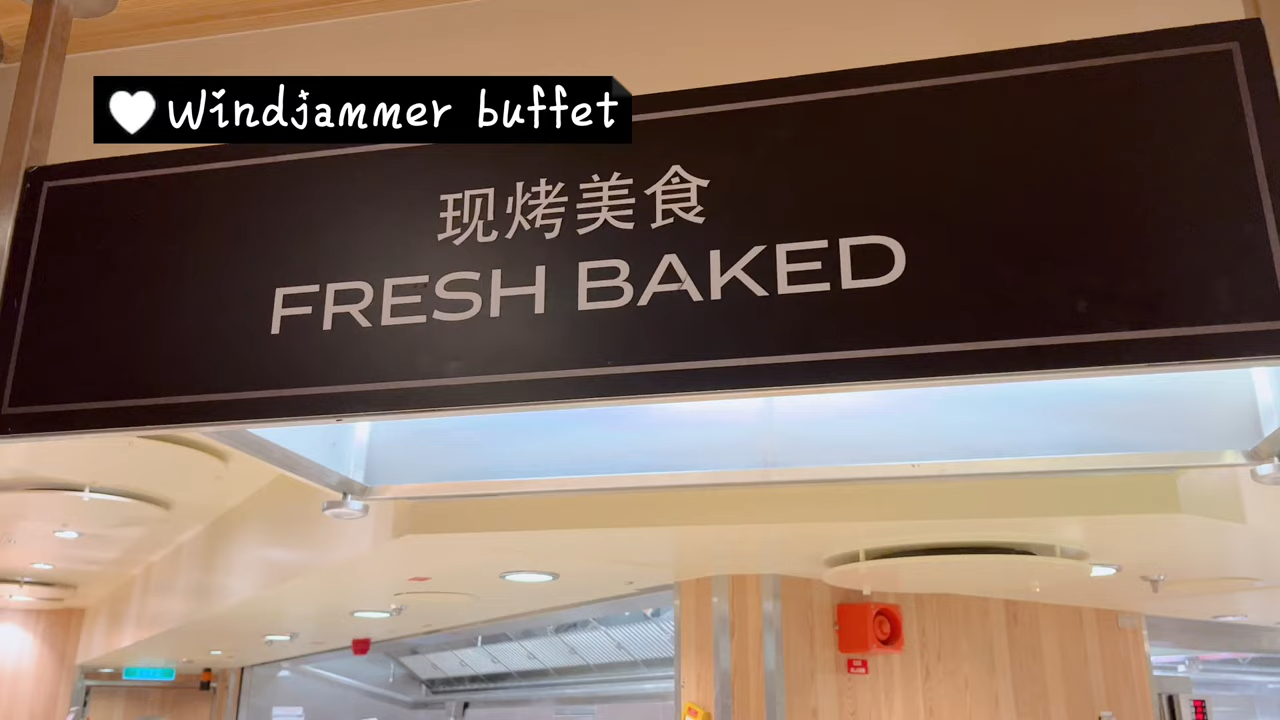 🤍Windjammer buffet
现烤美食
FRESH BAKED